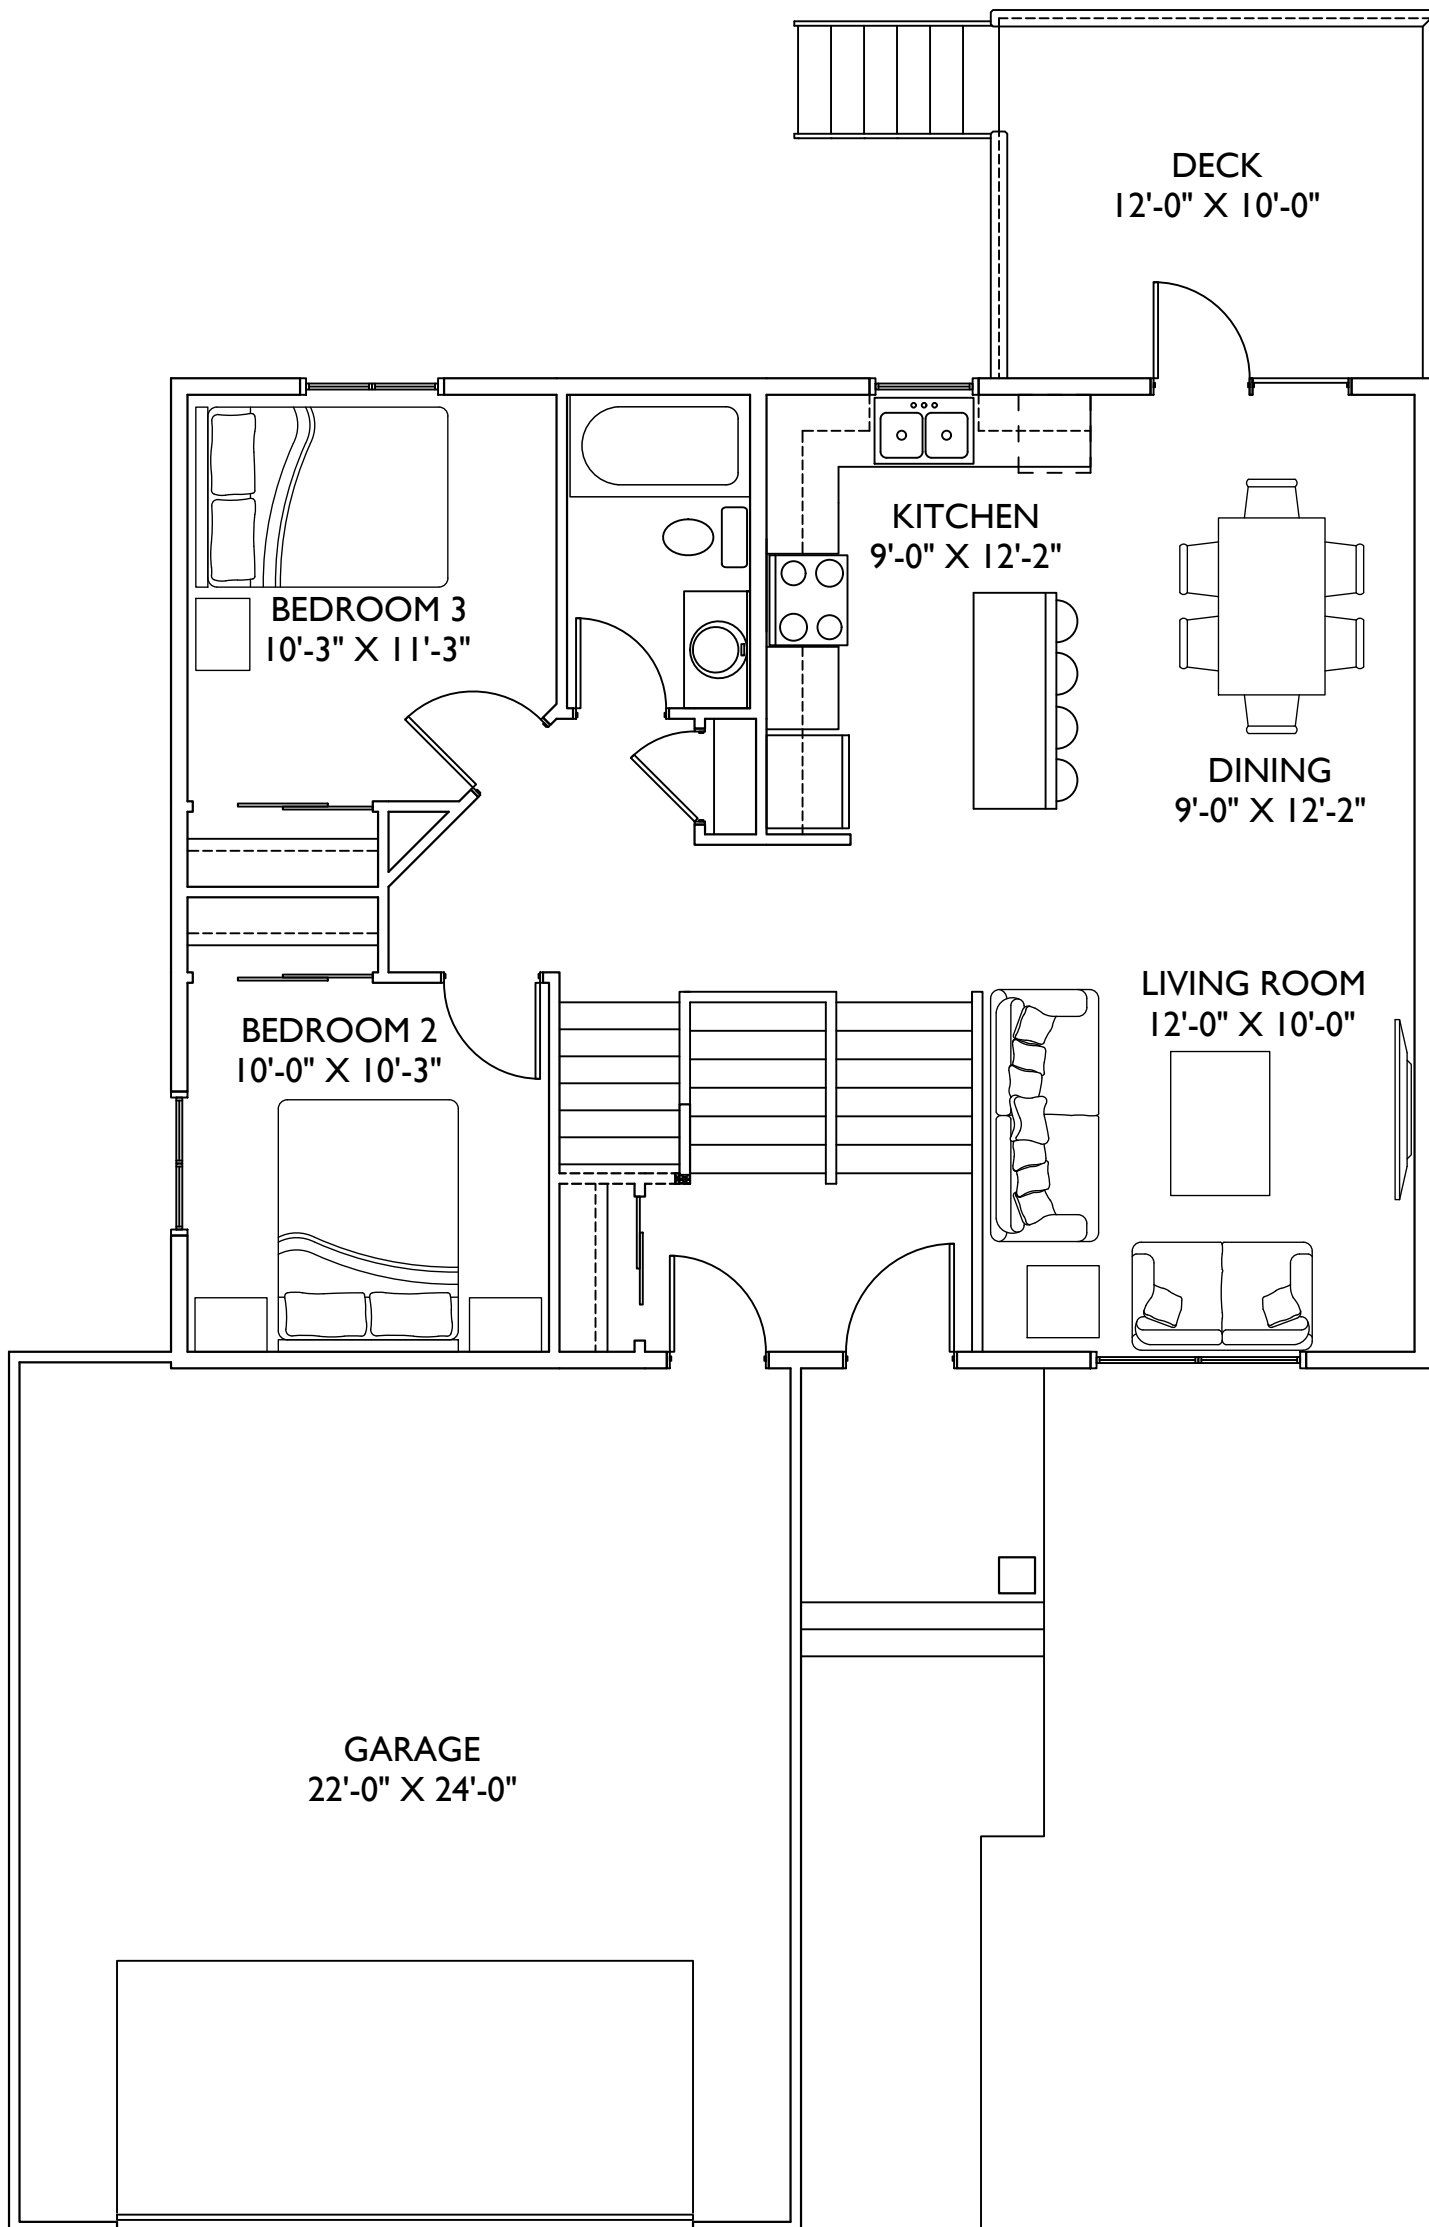 DECK
12'-0" X 10'-0"
KITCHEN
9'-0" X 12'-2"
BEDROOM 3
10'-3" X 11'-3"
DINING
9'-0" X 12'-2"
LIVING ROOM
12'-0" X 10'-0"
BEDROOM 2
10'-0" X 10'-3"
GARAGE
22'-0" X 24'-0"